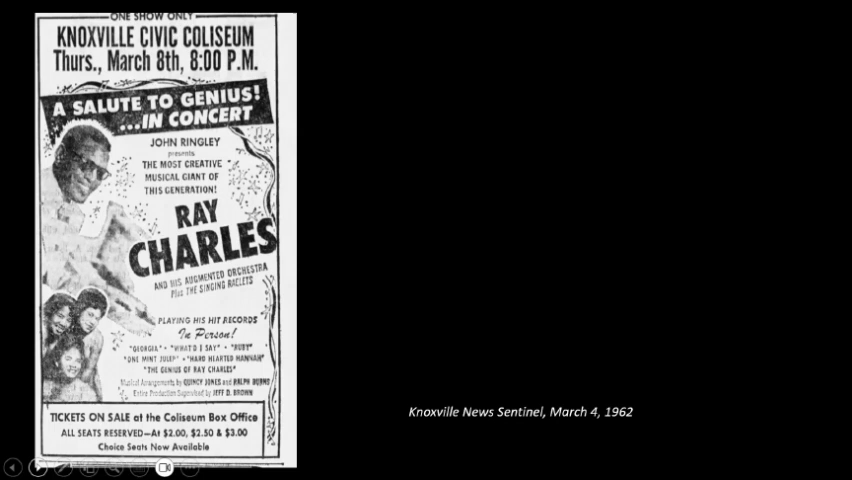 ONE SHOW ONLY
KNOXVILLE CIVIC COLISEUM
Thurs., March 8th, 8:00 P.M.
A SALUTE TO GENIUS!
...IN CONCERT
JOHN RINGLEY
presents
THE MOST CREATIVE
MUSICAL GIANT OF
THIS GENERATION!
RAY
CHARLES
AND HIS AUGMENTED ORCHESTRA
Plus THE SINGING RAELETS
PLAYING HIS HIT RECORDS
In Person!
"GEORGIA" • "WHAT'D I SAY" • "RUBY"
"ONE MINT JULEP" • "HARD HEARTED HANNAH"
"THE GENIUS OF RAY CHARLES"
Musical Arrangements by QUINCY JONES and RALPH BURNS
Entire Production Supervised by JEFF D. BROWN
TICKETS ON SALE at the Coliseum Box Office
ALL SEATS RESERVED—At $2.00, $2.50 & $3.00
Choice Seats Now Available
Knoxville News Sentinel, March 4, 1962